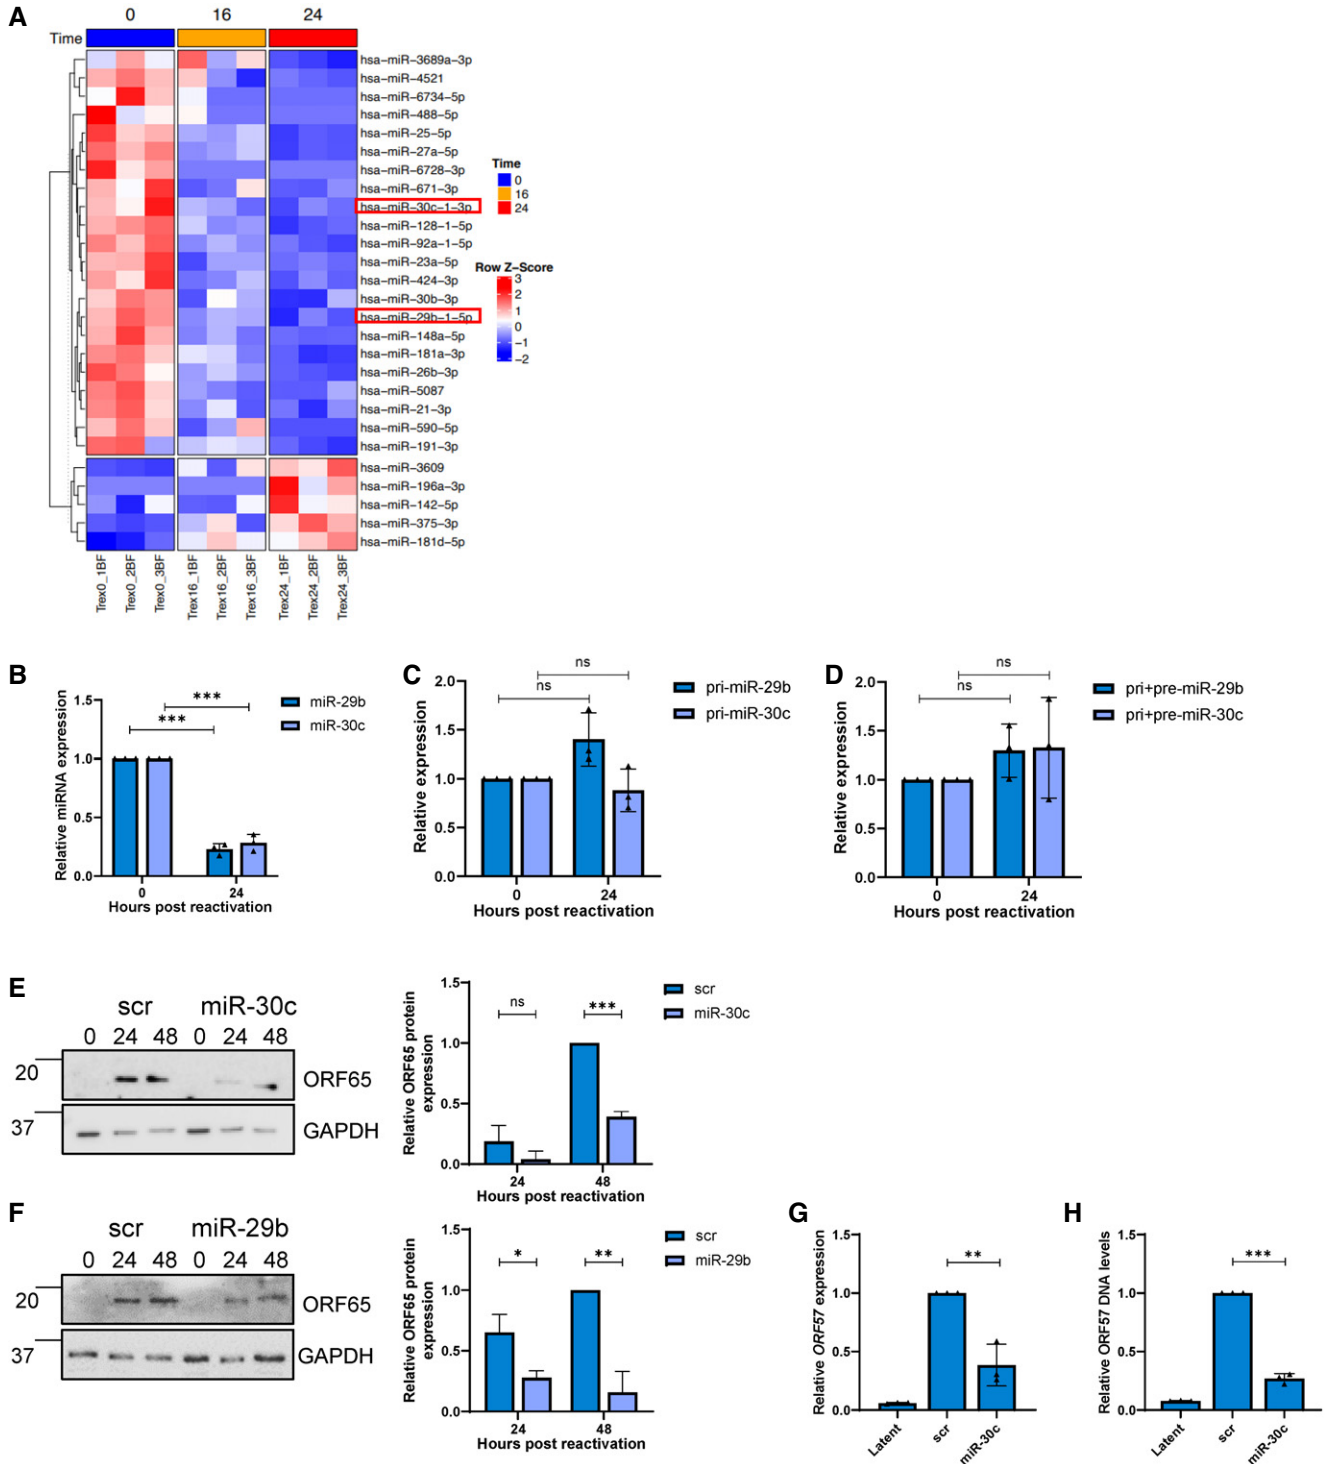 A
0 16 24
Time
hsa-miR-3689a-3p
hsa-miR-4521
hsa-miR-6734-5p
hsa-miR-488-5p
hsa-miR-25-5p
hsa-miR-27a-5p
hsa-miR-6728-3p
hsa-miR-671-3p
hsa-miR-30c-1-3p
hsa-miR-128-1-5p
hsa-miR-92a-1-5p
hsa-miR-23a-5p
hsa-miR-424-3p
hsa-miR-30b-3p
hsa-miR-29b-1-5p
hsa-miR-148a-5p
hsa-miR-181a-3p
hsa-miR-26b-3p
hsa-miR-5087
hsa-miR-21-3p
hsa-miR-590-5p
hsa-miR-191-3p
hsa-miR-3609
hsa-miR-196a-3p
hsa-miR-142-5p
hsa-miR-375-3p
hsa-miR-181d-5p
Trex0_1BF
Trex0_2BF
Trex0_3BF
Trex16_1BF
Trex16_2BF
Trex16_3BF
Trex24_1BF
Trex24_2BF
Trex24_3BF
Time
0
16
24
Row Z-Score
3
2
1
0
-1
-2
B
Relative miRNA expression
1.5
1.0
0.5
0.0
***
***
0 24
Hours post reactivation
miR-29b
miR-30c
C
Relative expression
2.0
1.5
1.0
0.5
0.0
ns
ns
0 24
Hours post reactivation
pri-miR-29b
pri-miR-30c
D
Relative expression
2.0
1.5
1.0
0.5
0.0
ns
ns
0 24
Hours post reactivation
pri+pre-miR-29b
pri+pre-miR-30c
E
scr miR-30c
0 24 48 0 24 48
20 ORF65
37 GAPDH
Relative ORF65 protein
expression
1.5
1.0
0.5
0.0
ns ***
24 48
Hours post reactivation
scr
miR-30c
F
scr miR-29b
0 24 48 0 24 48
20 ORF65
37 GAPDH
Relative ORF65 protein
expression
1.5
1.0
0.5
0.0
* **
24 48
Hours post reactivation
scr
miR-29b
G
Relative ORF57 expression
1.5
1.0
0.5
0.0
**
Latent scr miR-30c
H
Relative ORF57 DNA levels
1.5
1.0
0.5
0.0
***
Latent scr miR-30c